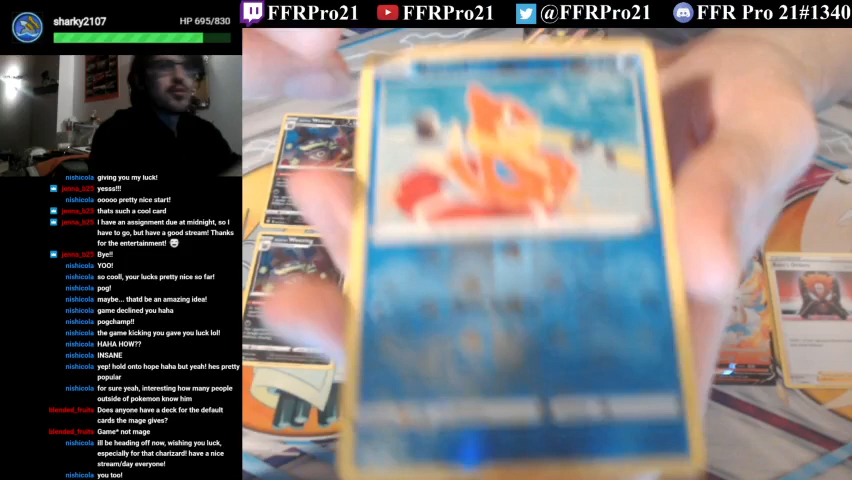 sharky2107
HP 695/830
FFRPro21
FFRPro21
@FFRPro21
FFR Pro 21#1340
nishicola giving you my luck!
jenna_b25 yesss!!!
nishicola ooooo pretty nice start!
jenna_b25 thats such a cool card
jenna_b25 I have an assignment due at midnight, so I
have to go, but have a good stream! Thanks
for the entertainment!
jenna_b25 Bye!!
nishicola YOO!
nishicola so cooll, your lucks pretty nice so far!
nishicola pog!
nishicola maybe... thatd be an amazing idea!
nishicola game declined you haha
nishicola pogchamp!!
nishicola the game kicking you gave you luck lol!
nishicola HAHA HOW??
nishicola INSANE
nishicola yep! hold onto hope haha but yeah! hes pretty
popular
nishicola for sure yeah, interesting how many people
outside of pokemon know him
blended_fruits Does anyone have a deck for the default
cards the mage gives?
blended_fruits Game* not mage
nishicola ill be heading off now, wishing you luck,
especially for that charizard! have a nice
stream/day everyone!
nishicola you too!